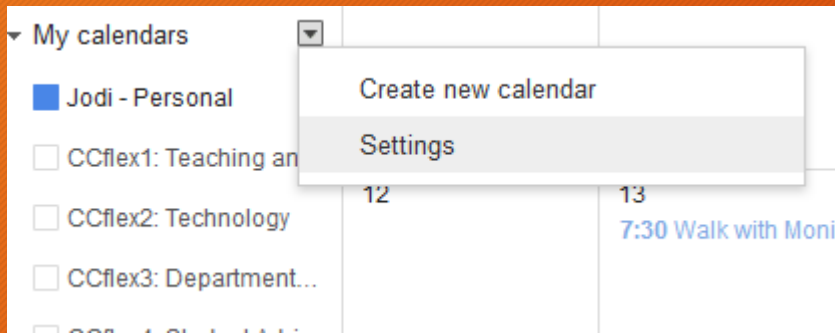 My calendars
Create new calendar
Jodi - Personal
Settings
CCflex1: Teaching an
12
13
CCflex2: Technology
7:30 Walk with Moni
CCflex3: Department...